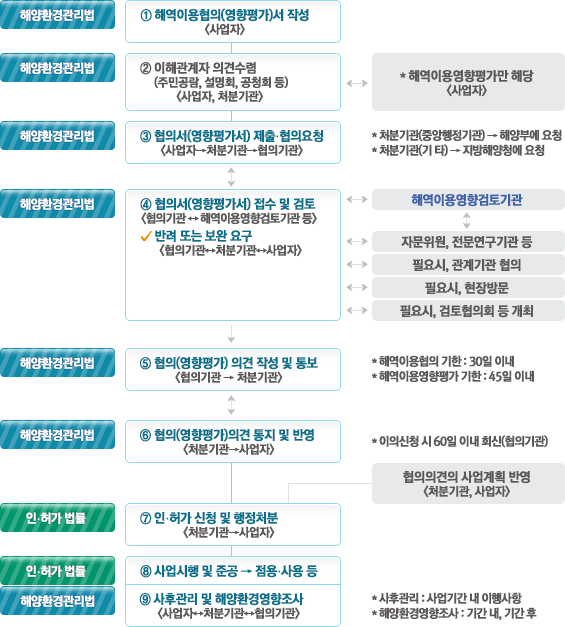 해양환경관리법
① 해역이용협의(영향평가)서 작성
〈사업자〉
해양환경관리법
② 이해관계자 의견수렴
(주민공람, 설명회, 공청회 등)
〈사업자, 처분기관〉
* 해역이용영향평가만 해당
〈사업자〉
해양환경관리법
③ 협의서(영향평가서) 제출·협의요청
〈사업자→처분기관→협의기관〉
* 처분기관(중앙행정기관) → 해양부에 요청
* 처분기관(기 타) → 지방해양청에 요청
해양환경관리법
④ 협의서(영향평가서) 접수 및 검토
〈협의기관 ↔ 해역이용영향검토기관 등〉
✓ 반려 또는 보완 요구
〈협의기관↔처분기관↔사업자〉
해역이용영향검토기관
자문위원, 전문연구기관 등
필요시, 관계기관 협의
필요시, 현장방문
필요시, 검토협의회 등 개최
해양환경관리법
⑤ 협의(영향평가) 의견 작성 및 통보
〈협의기관 → 처분기관〉
* 해역이용협의 기한 : 30일 이내
* 해역이용영향평가 기한 : 45일 이내
해양환경관리법
⑥ 협의(영향평가)의견 통지 및 반영
〈처분기관→사업자〉
* 이의신청 시 60일 이내 회신(협의기관)
협의의견의 사업계획 반영
〈처분기관, 사업자〉
인·허가 법률
⑦ 인·허가 신청 및 행정처분
〈처분기관→사업자〉
인·허가 법률
⑧ 사업시행 및 준공 → 점용·사용 등
해양환경관리법
⑨ 사후관리 및 해양환경영향조사
〈사업자↔처분기관↔협의기관〉
* 사후관리 : 사업기간 내 이행사항
* 해양환경영향조사 : 기간 내, 기간 후